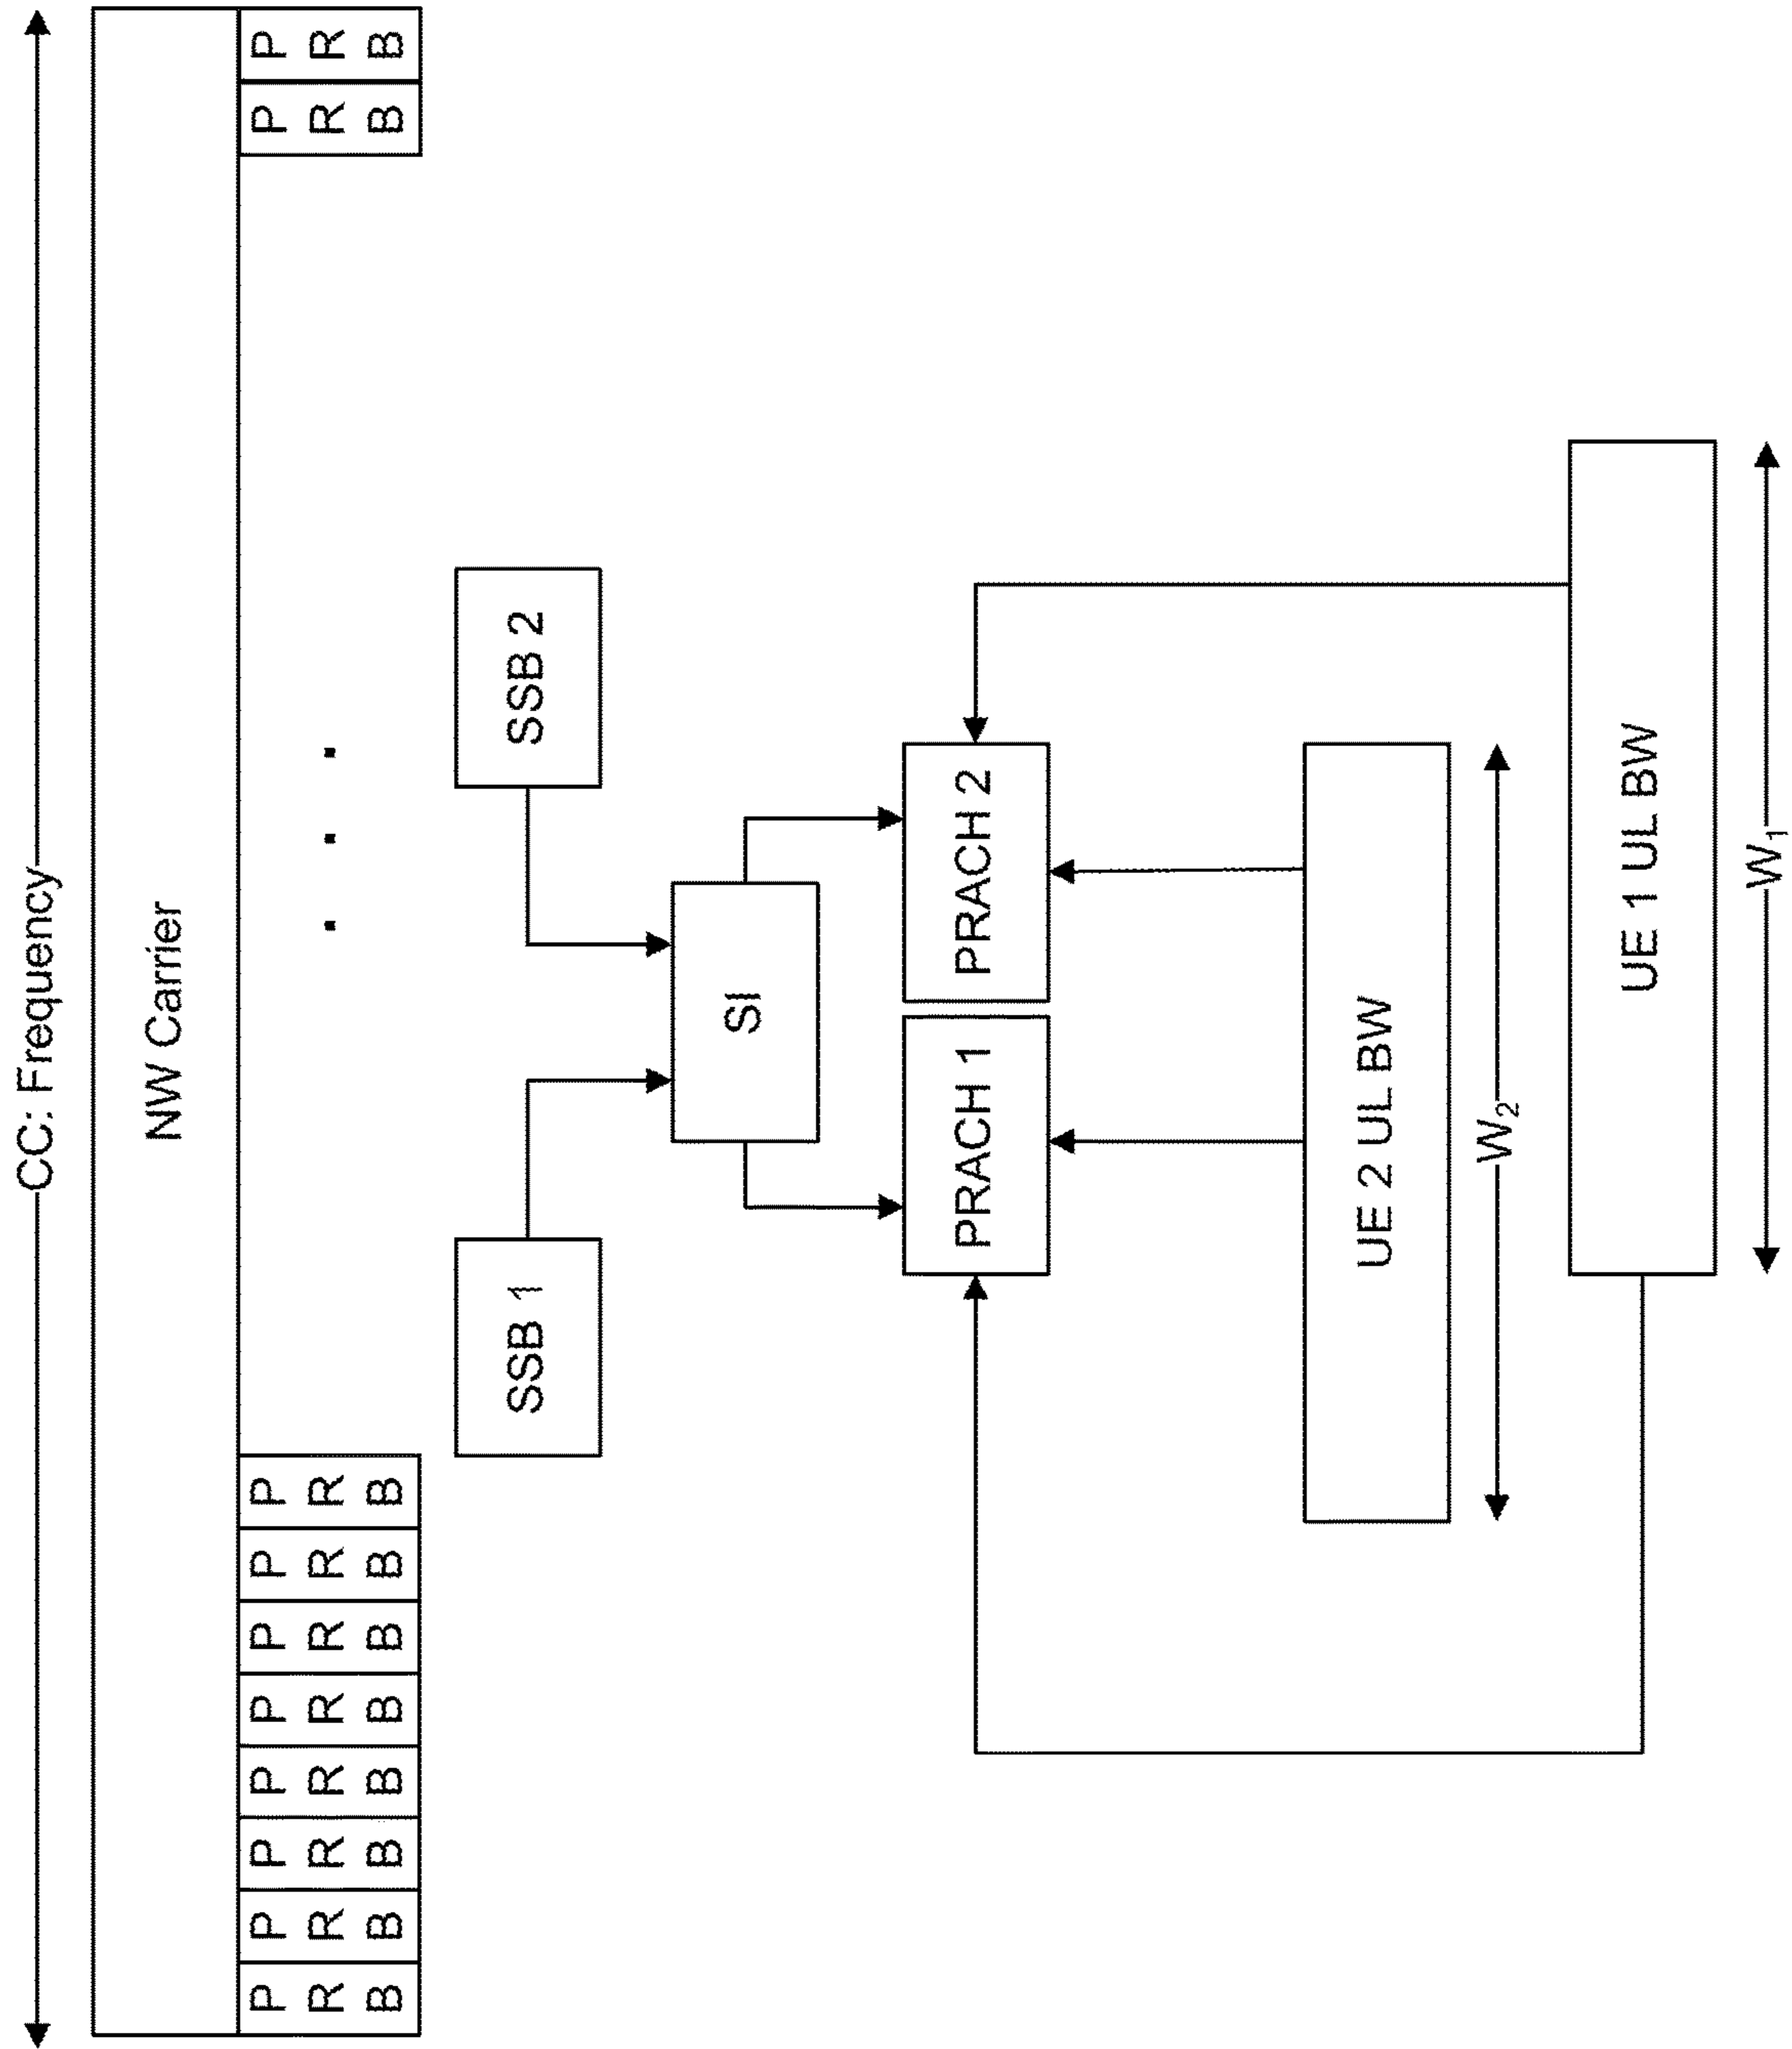 CC: Frequency
NW Carrier
P P P P P P P P P P
R R R R R R R R R R
B B B B B B B B B B
. . .
SSB 1 SSB 2
SI
PRACH 1 PRACH 2
UE 2 UL BW
W2
UE 1 UL BW
W1